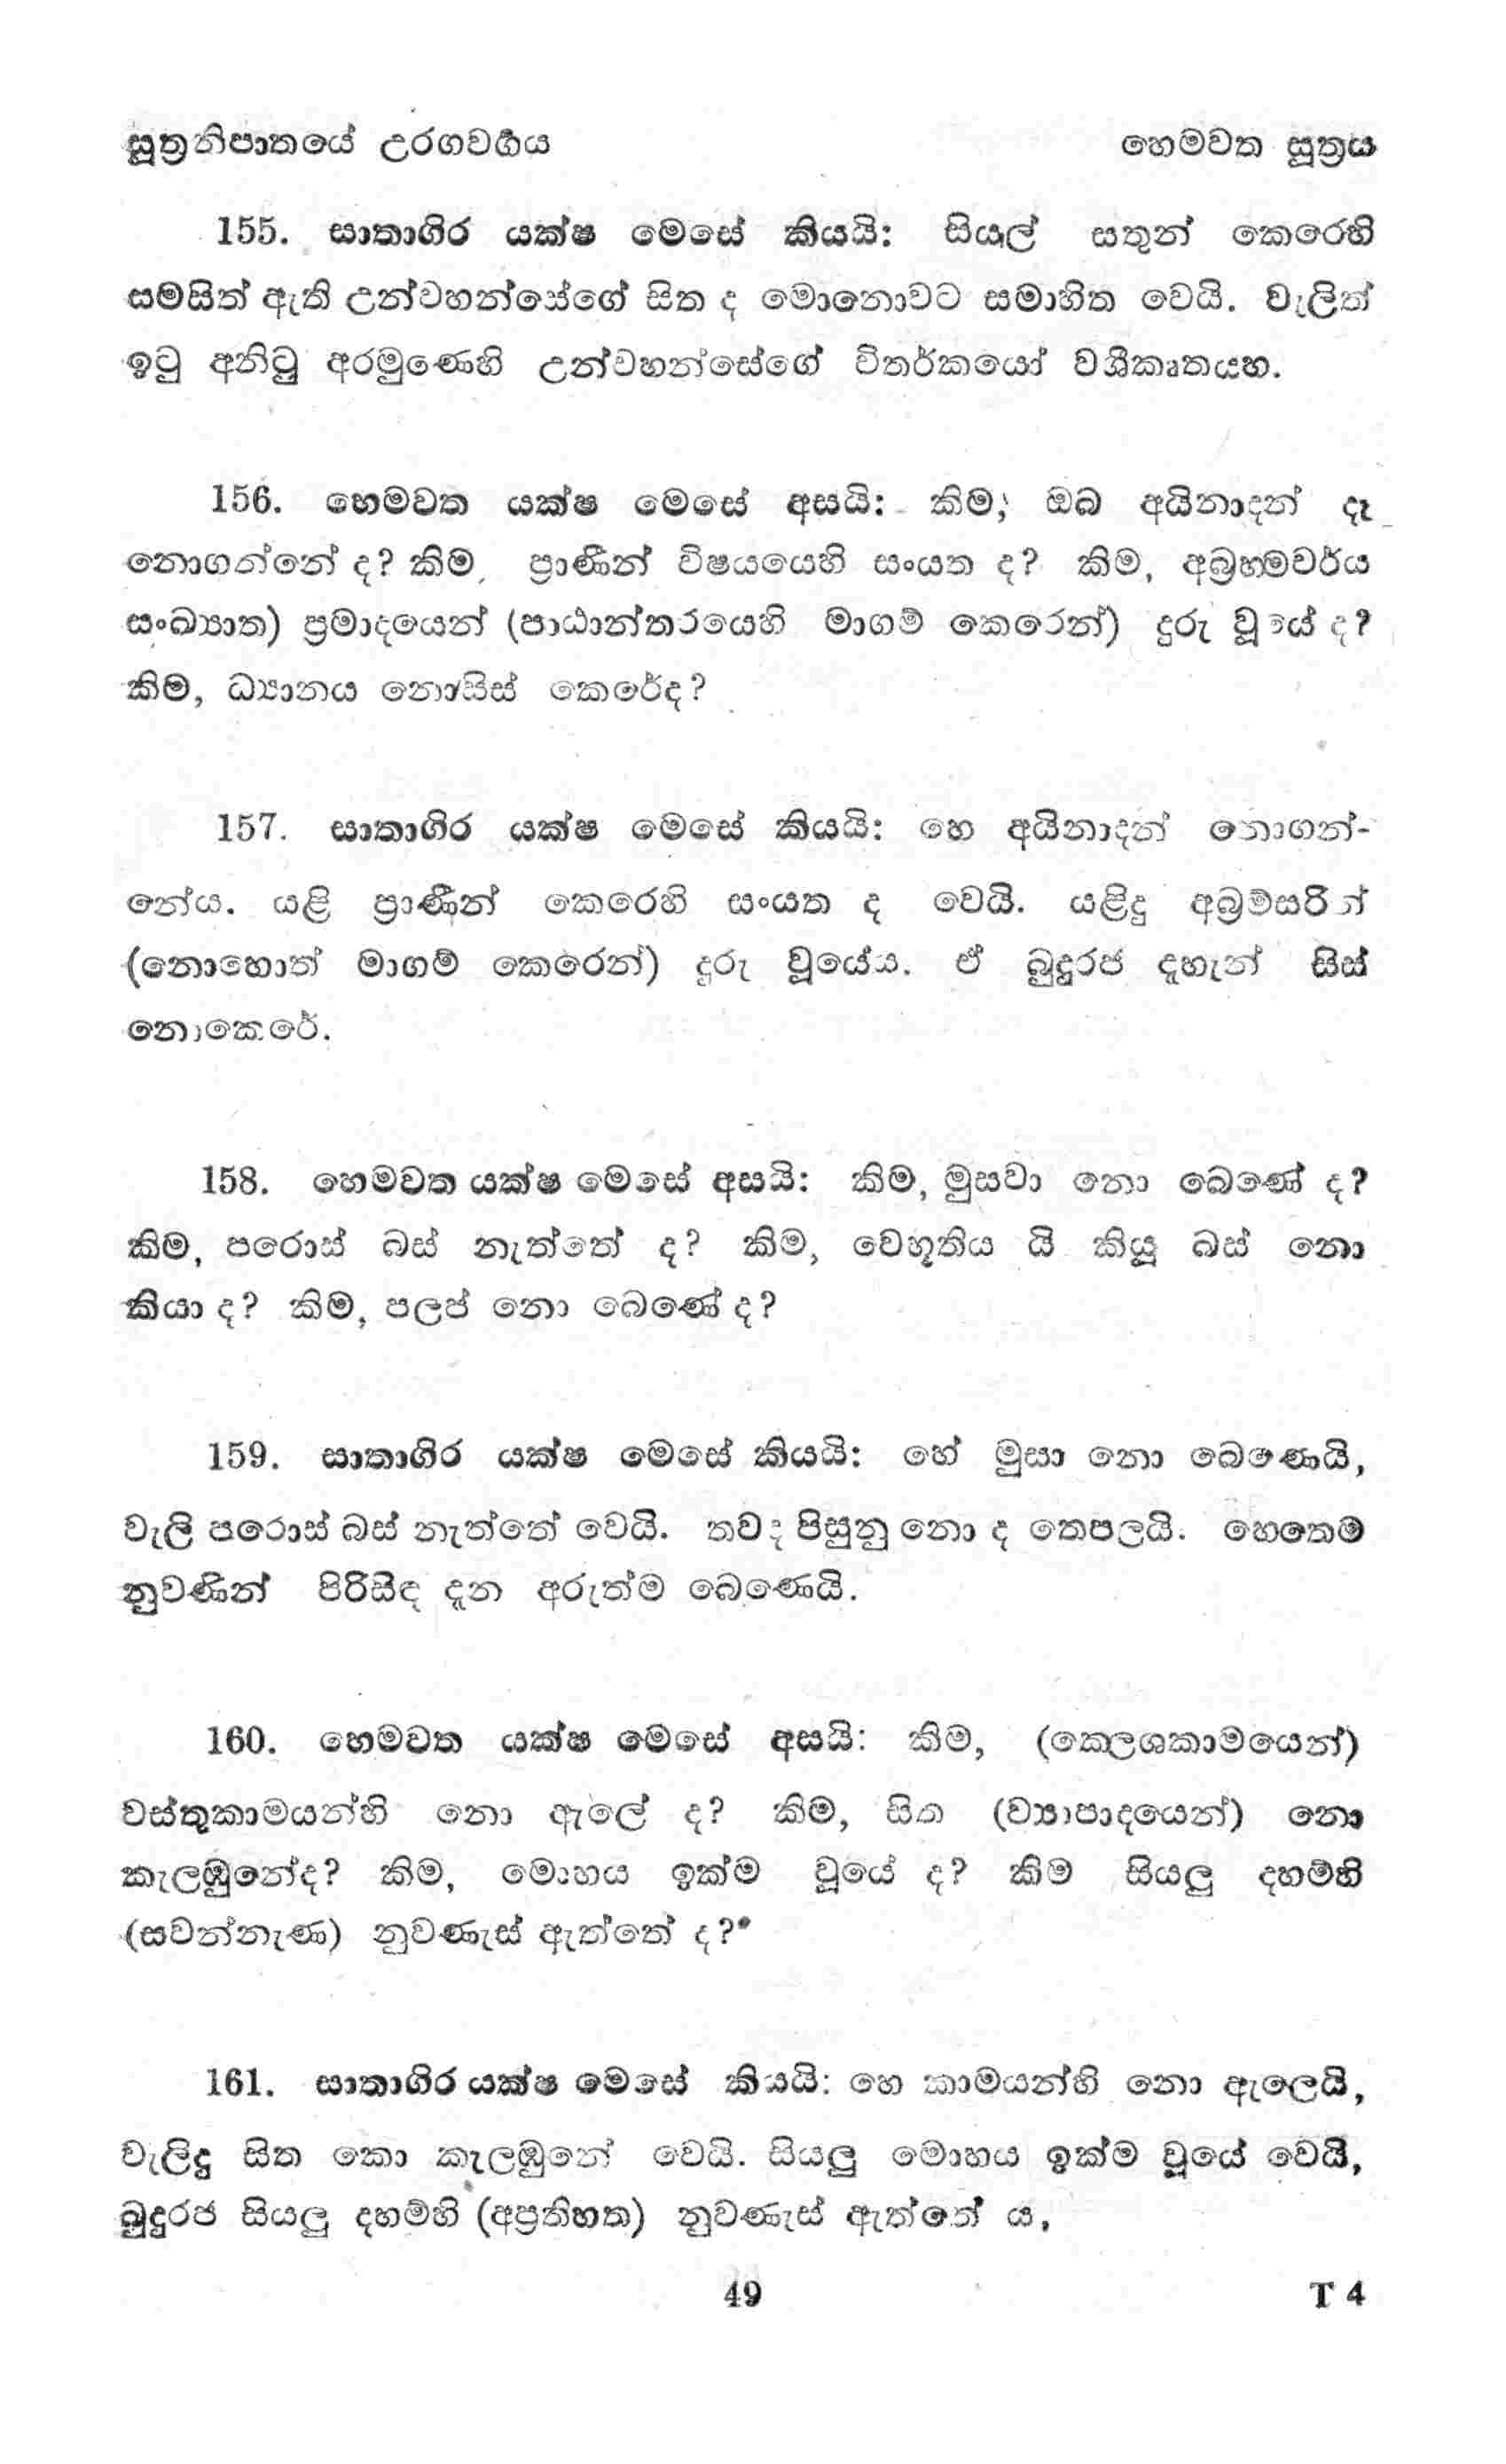 සූත්‍රනිපාතයේ උරගවර්‍ගය හෙමවත සූත්‍රය
155. සාතාගිර යක්ෂ මෙසේ කියයි: සියුල් සතුන් කෙරෙහි
සමසිත් ඇති උන්වහන්සේගේ සිත ද මොනොවට සමාහිත වෙයි. වැලිත්
ඉටු අනිටු අරමුණෙහි උන්වහන්සේගේ විතර්කයෝ වශීකෘතයහ.
156. හෙමවත යක්ෂ මෙසේ අසයි: කිම, ඔබ අයිනාදන් දෑ
නොගන්නේ ද? කිම, ප්‍රාණීන් විෂයයෙහි සංයත ද? කිම, අබ්‍රහ්මචර්ය
සංඛ්‍යාත) ප්‍රමාදයෙන් (පාඨාන්තරයෙහි මාගම් කෙරෙන්) දුරු වූයේ ද?
කිම, ධ්‍යානය නොසිස් කෙරේද?
157. සාතාගිර යක්ෂ මෙසේ කියයි: හෙ අයිනාදන් නොගන්-
නේය. යළි ප්‍රාණීන් කෙරෙහි සංයත ද වෙයි. යළිදු අබ්‍රම්සරින්
(නොහොත් මාගම් කෙරෙන්) දුරු වූයේය. ඒ බුදුරජ දැහැන් සිස්
නොකෙරේ.
158. හෙමවත යක්ෂ මෙසේ අසයි: කිම, මුසවා නො බෙණේ ද?
කිම, පරොස් බස් නැත්තේ ද? කිම, වෙහූතිය යි කියූ බස් නො
කියා ද? කිම, පලප් නො බෙණේ ද?
159. සාතාගිර යක්ෂ මෙසේ කියයි: හේ මුසා නො බෙණෙයි,
වැලි පරොස් බස් නැත්තේ වෙයි. තවද පිසුනු නො ද තෙපලයි. හෙතෙම
නුවණින් පිරිසිඳ දැන අරුත්ම බෙණෙයි.
160. හෙමවත යක්ෂ මෙසේ අසයි: කිම, (ක්ලෙශකාමයෙන්)
වස්තුකාමයන්හි නො ඇලේ ද? කිම, සිත (ව්‍යාපාදයෙන්) නො
කැලඹුනේද? කිම, මොහය ඉක්ම වූයේ ද? කිම සියලු දහම්හි
(සවන්නැණ) නුවණැස් ඇත්තේ ද?
161. සාතාගිර යක්ෂ මෙසේ කියයි: හෙ කාමයන්හි නො ඇලෙයි,
වැලිදු සිත නො කැලඹුනේ වෙයි. සියලු මොහය ඉක්ම වූයේ වෙයි,
බුදුරජ සියලු දහම්හි (අප්‍රතිහත) නුවණැස් ඇත්තේ ය,
49 T 4